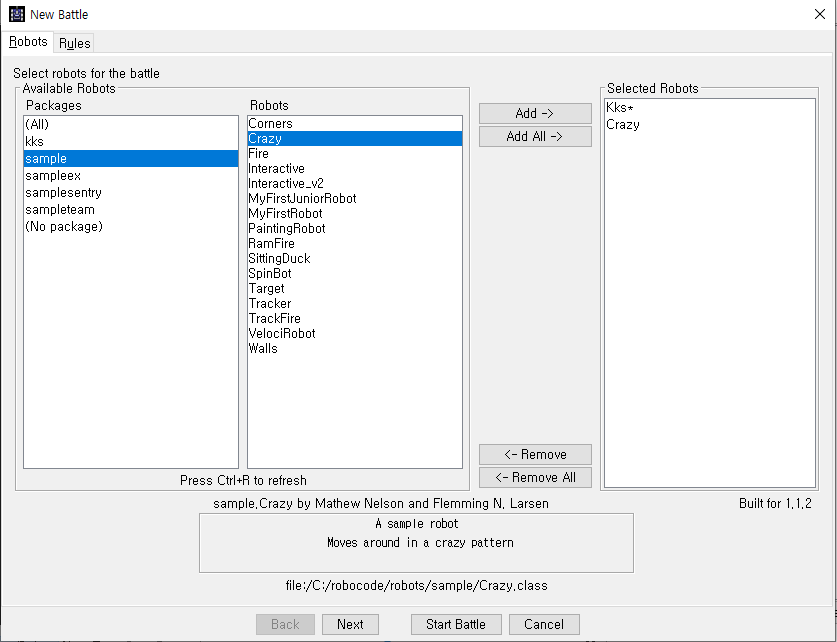 New Battle
Robots Rules
Select robots for the battle
Available Robots
Packages
(All)
kks
sample
sampleex
samplesentry
sampleteam
(No package)
Robots
Corners
Crazy
Fire
Interactive
Interactive_v2
MyFirstJuniorRobot
MyFirstRobot
PaintingRobot
RamFire
SittingDuck
SpinBot
Target
Tracker
TrackFire
VelociRobot
Walls
Press Ctrl+R to refresh
Add ->
Add All ->
<- Remove
<- Remove All
Selected Robots
Kks*
Crazy
sample.Crazy by Mathew Nelson and Flemming N. Larsen
Built for 1.1.2
A sample robot
Moves around in a crazy pattern
file:/C:/robocode/robots/sample/Crazy.class
Back Next Start Battle Cancel